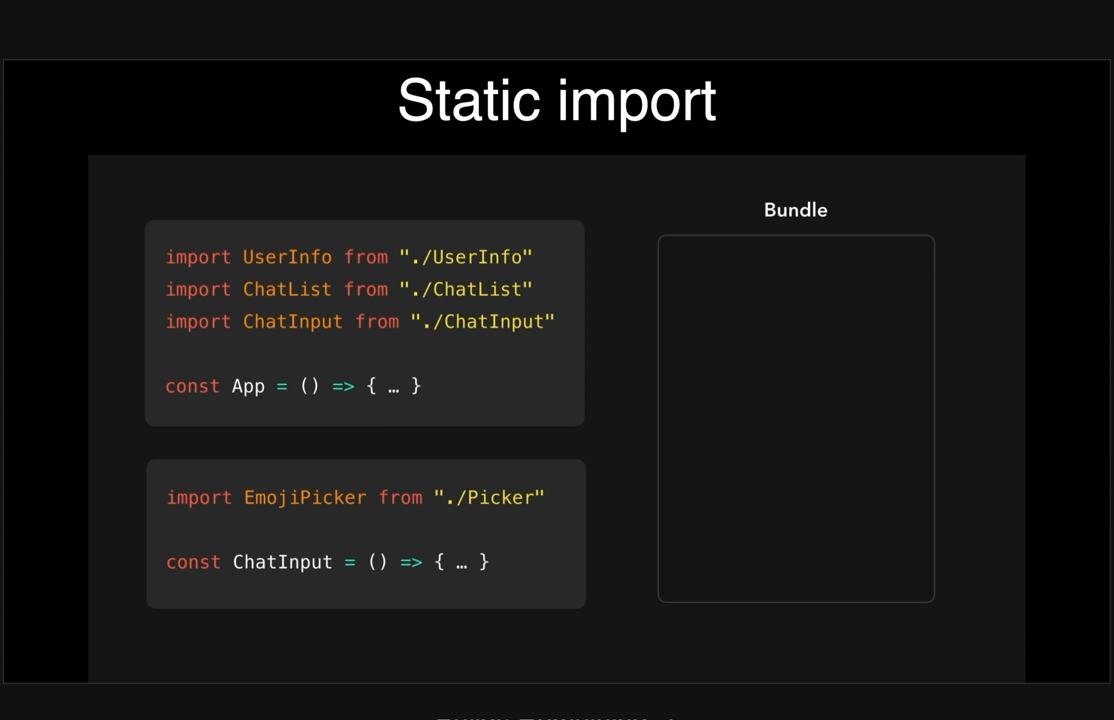 Static import
import UserInfo from "./UserInfo"
import ChatList from "./ChatList"
import ChatInput from "./ChatInput"
const App = () => { … }
import EmojiPicker from "./Picker"
const ChatInput = () => { … }
Bundle